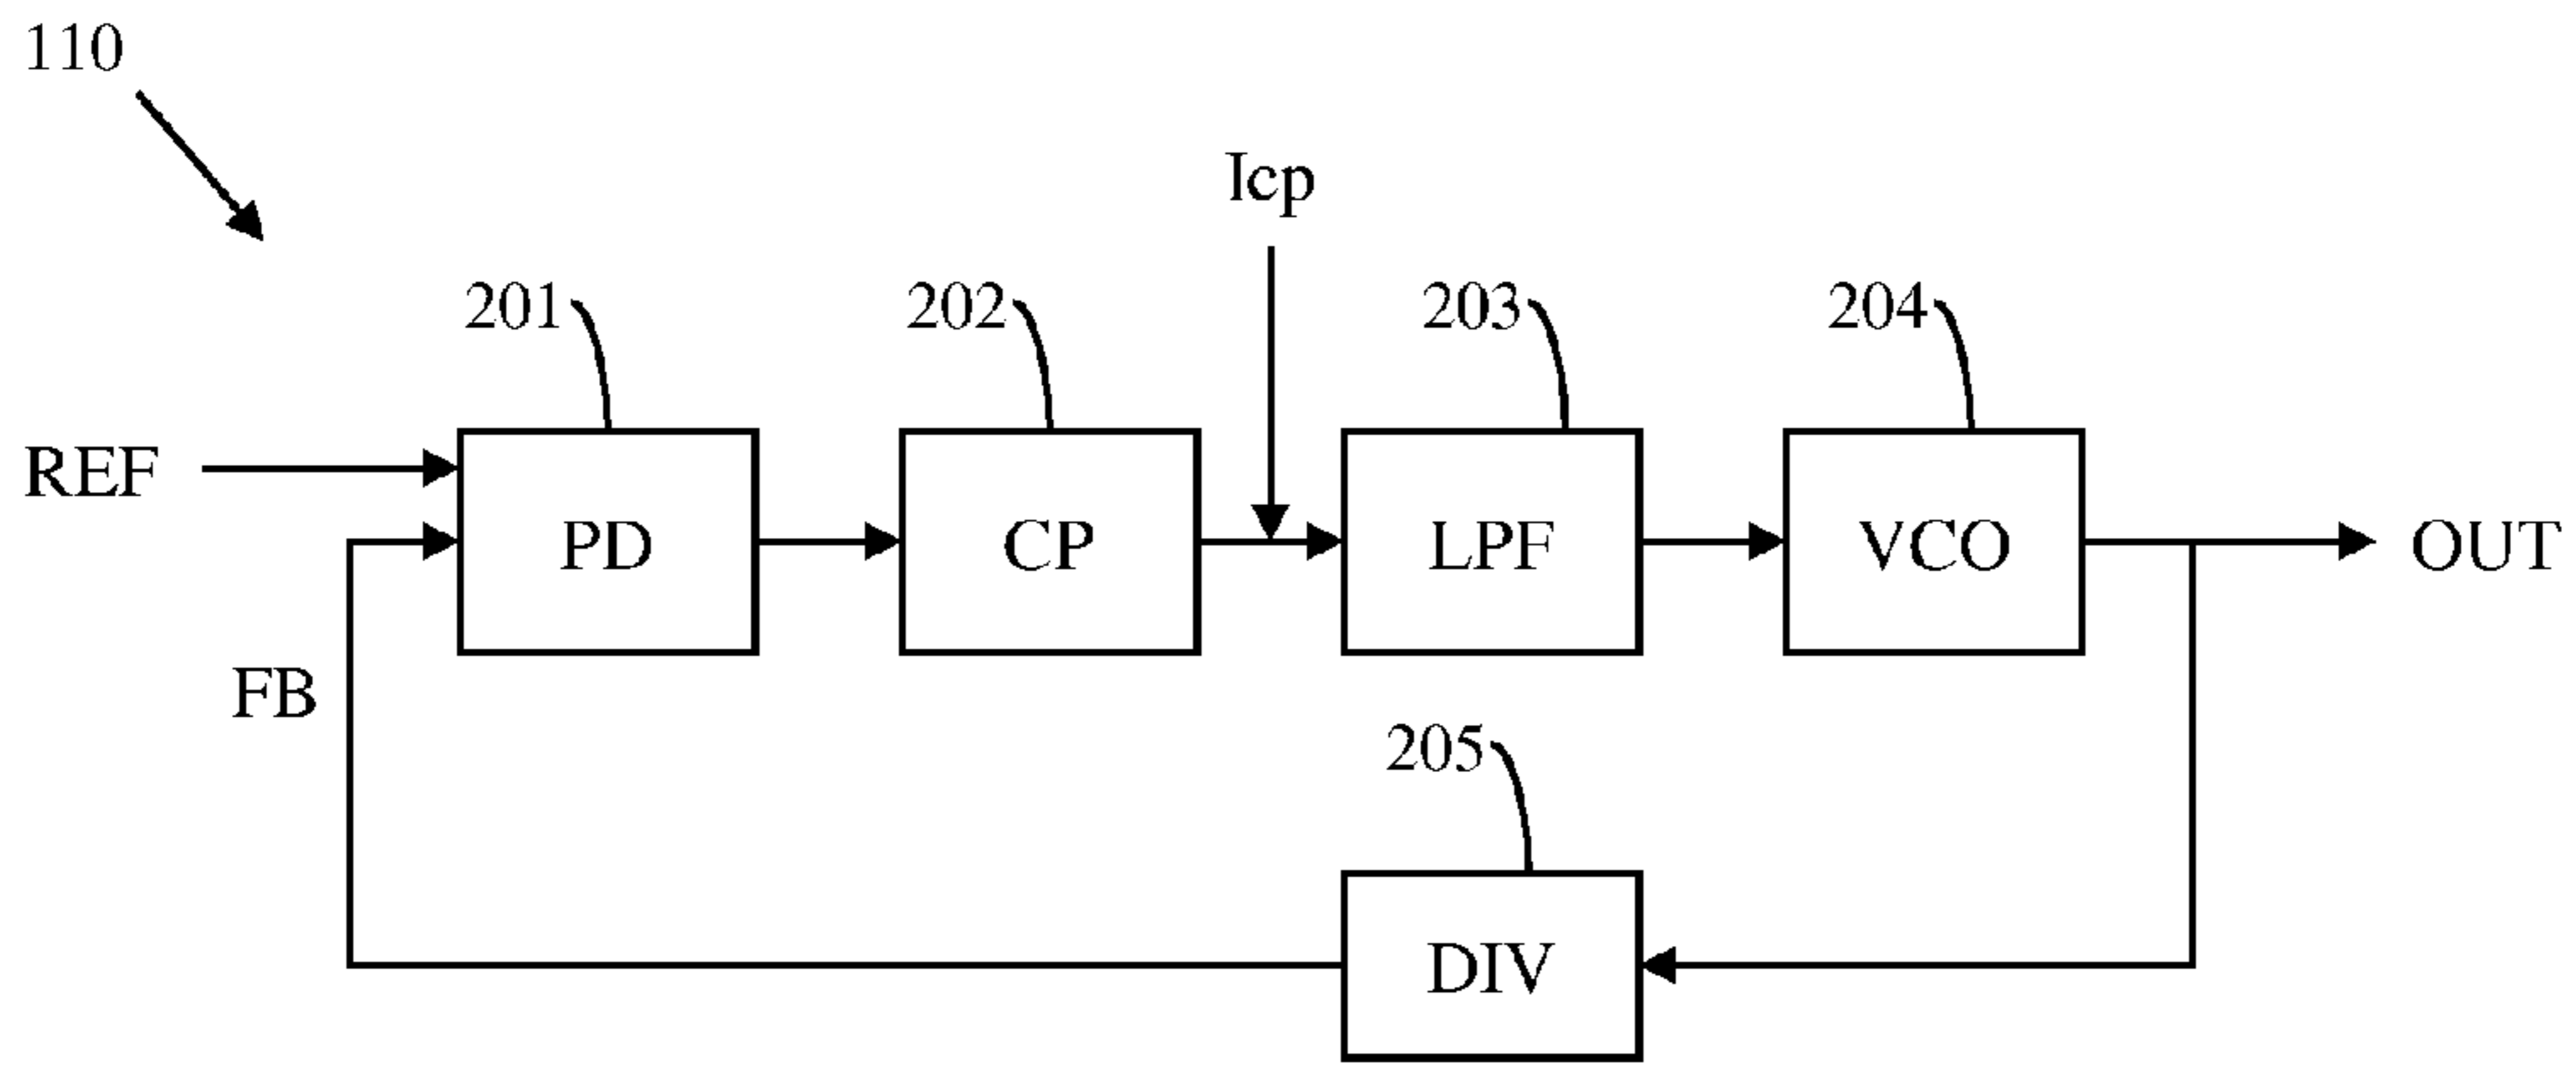 110
Icp
201
202
203
204
REF
PD
CP
LPF
VCO
OUT
FB
205
DIV